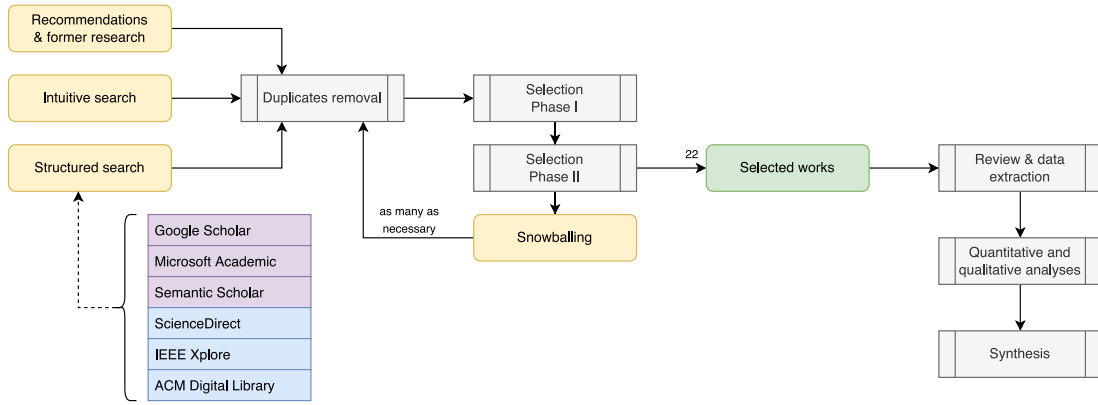 Recommendations
& former research
Intuitive search
Duplicates removal
Selection
Phase I
Structured search
Selection
Phase II
22
Selected works
Review & data
extraction
as many as
necessary
Snowballing
Google Scholar
Microsoft Academic
Semantic Scholar
ScienceDirect
IEEE Xplore
ACM Digital Library
Quantitative and
qualitative analyses
Synthesis